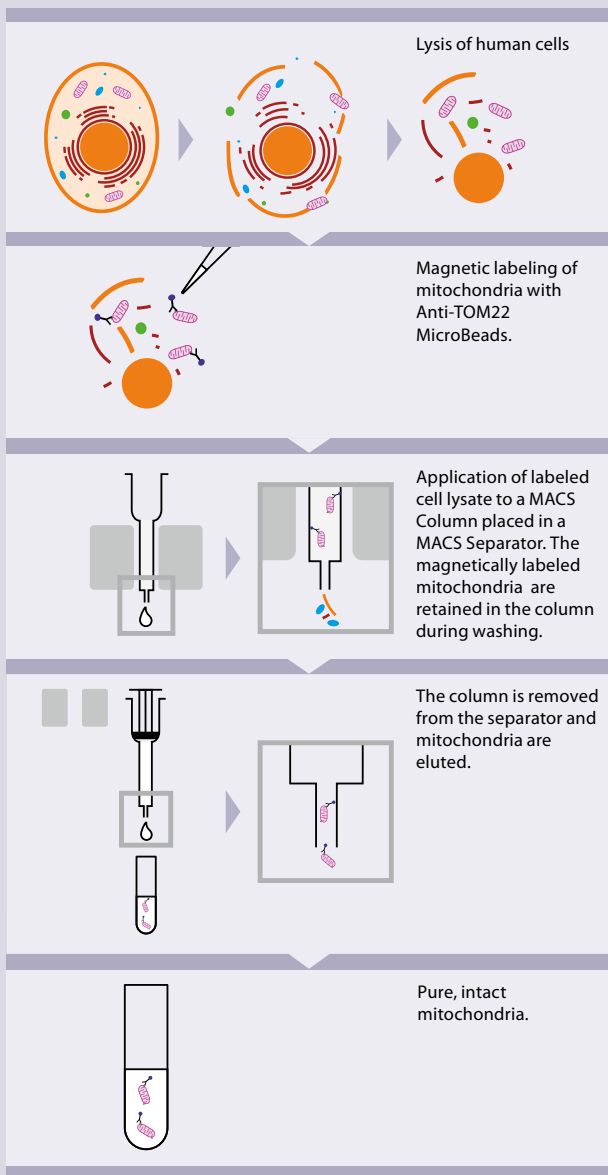 Lysis of human cells
Magnetic labeling of
mitochondria with
Anti-TOM22
MicroBeads.
Application of labeled
cell lysate to a MACS
Column placed in a
MACS Separator. The
magnetically labeled
mitochondria are
retained in the column
during washing.
The column is removed
from the separator and
mitochondria are
eluted.
Pure, intact
mitochondria.